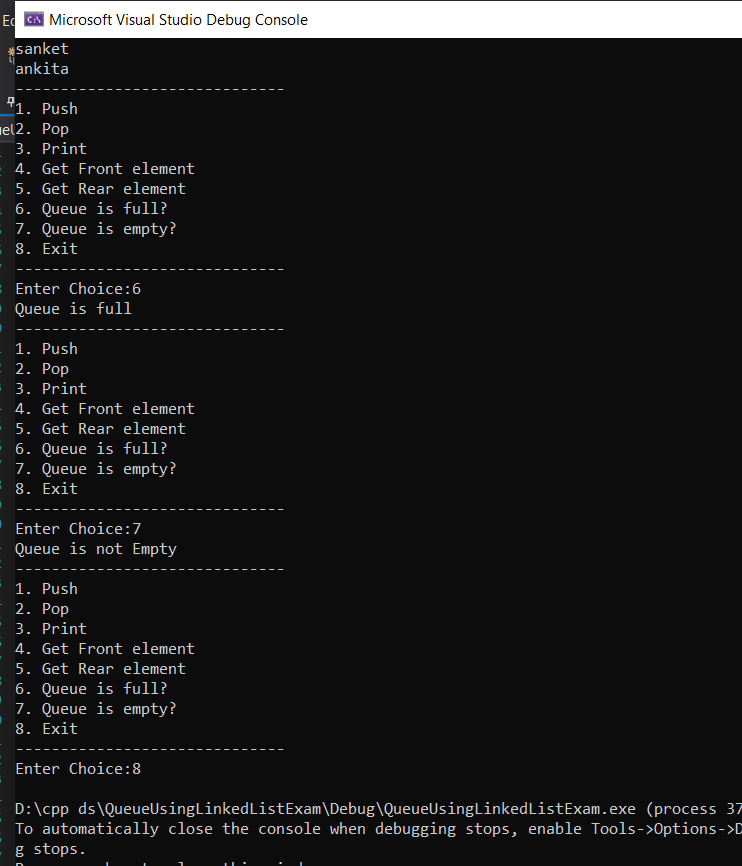 Microsoft Visual Studio Debug Console
sanket
ankita
------------------------------
1. Push
2. Pop
3. Print
4. Get Front element
5. Get Rear element
6. Queue is full?
7. Queue is empty?
8. Exit
------------------------------
Enter Choice:6
Queue is full
------------------------------
1. Push
2. Pop
3. Print
4. Get Front element
5. Get Rear element
6. Queue is full?
7. Queue is empty?
8. Exit
------------------------------
Enter Choice:7
Queue is not Empty
------------------------------
1. Push
2. Pop
3. Print
4. Get Front element
5. Get Rear element
6. Queue is full?
7. Queue is empty?
8. Exit
------------------------------
Enter Choice:8
D:\cpp ds\QueueUsingLinkedListExam\Debug\QueueUsingLinkedListExam.exe (process 37
To automatically close the console when debugging stops, enable Tools->Options->D
g stops.